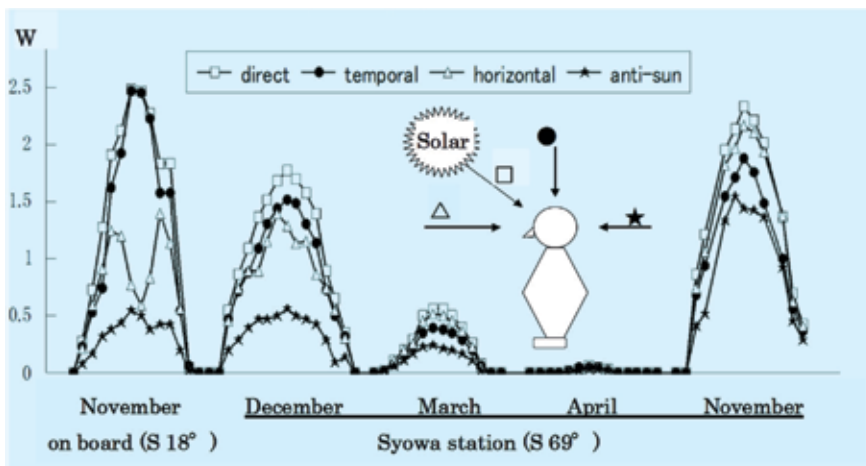 W
□ direct ● temporal △ horizontal ★ anti-sun
2.5
2
1.5
1
0.5
0
Solar
November December March April November
on board (S 18°) Syowa station (S 69°)